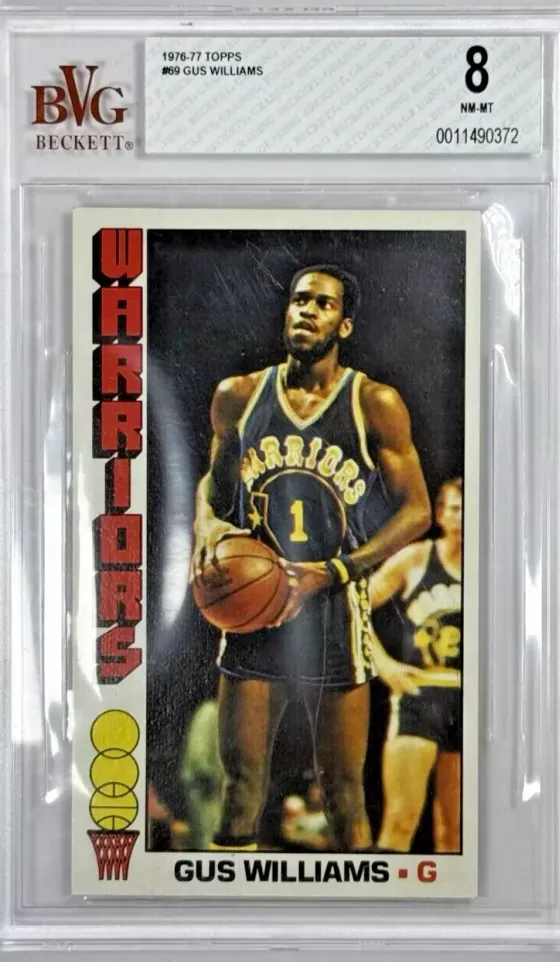 BVG
BECKETT®
1976-77 TOPPS
#69 GUS WILLIAMS
8
NM-MT
0011490372
WARRIORS
WARRIORS
1
GUS WILLIAMS ▪ G